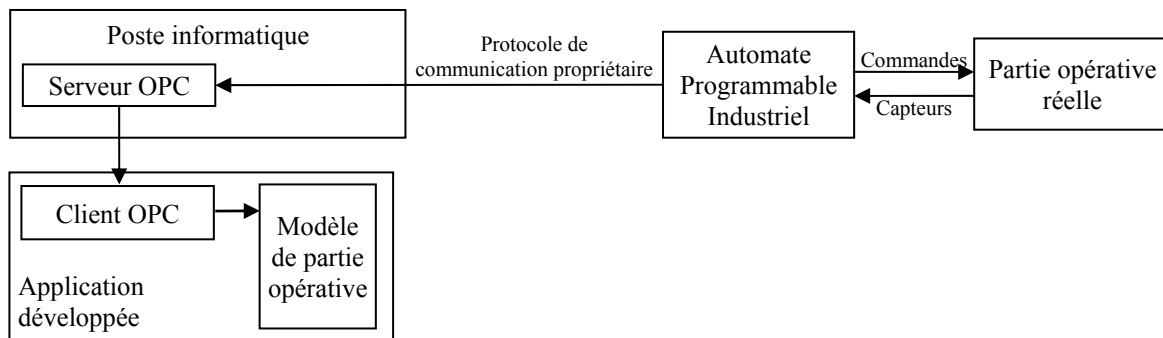 Poste informatique
Serveur OPC
Protocole de
communication propriétaire
Automate
Programmable
Industriel
Commandes
Capteurs
Partie opérative
réelle
Client OPC
Modèle
de partie
opérative
Application
développée